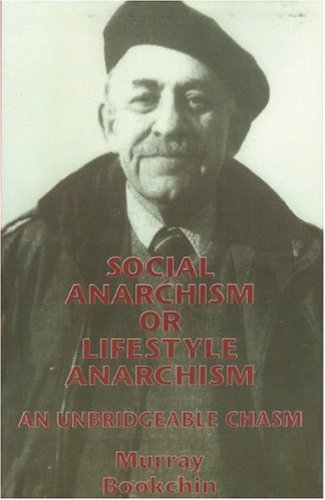 SOCIAL
ANARCHISM
OR
LIFESTYLE
ANARCHISM
AN UNBRIDGEABLE CHASM
Murray
Bookchin